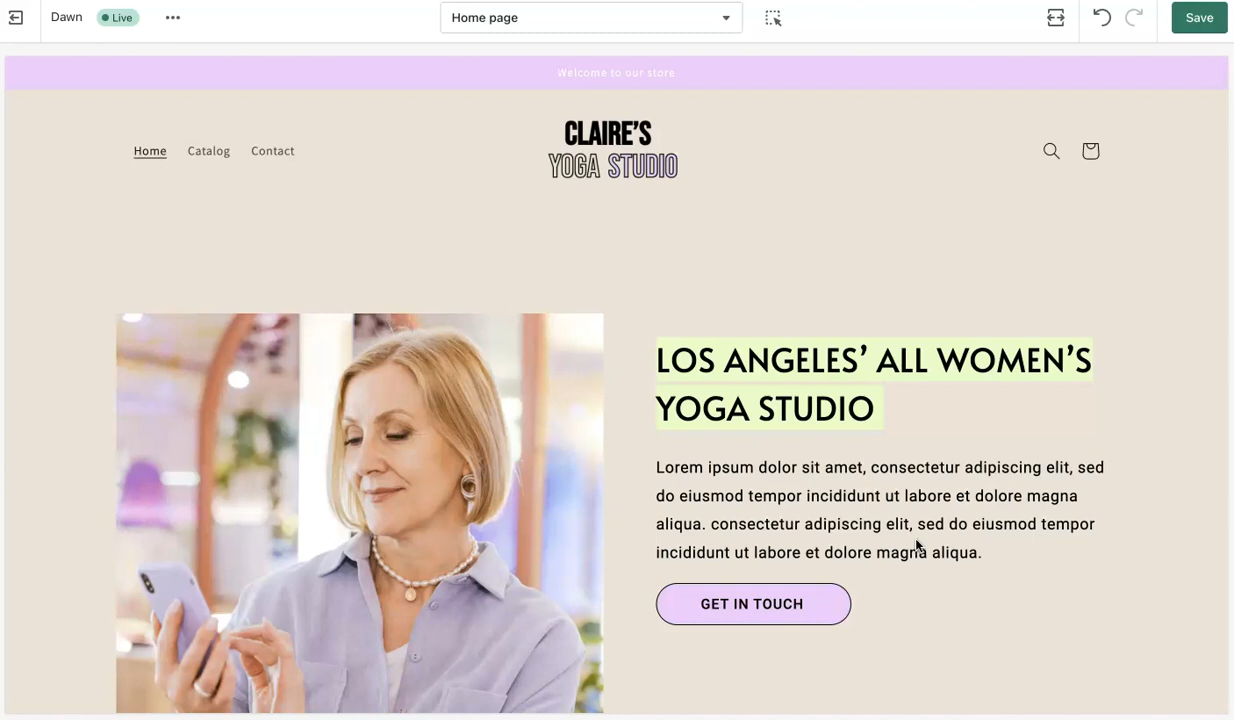 Dawn
Live
Home page
Save
Welcome to our store
Home
Catalog
Contact
CLAIRE'S
YOGA STUDIO
LOS ANGELES’ ALL WOMEN’S
YOGA STUDIO
Lorem ipsum dolor sit amet, consectetur adipiscing elit, sed
do eiusmod tempor incididunt ut labore et dolore magna
aliqua. consectetur adipiscing elit, sed do eiusmod tempor
incididunt ut labore et dolore magna aliqua.
GET IN TOUCH